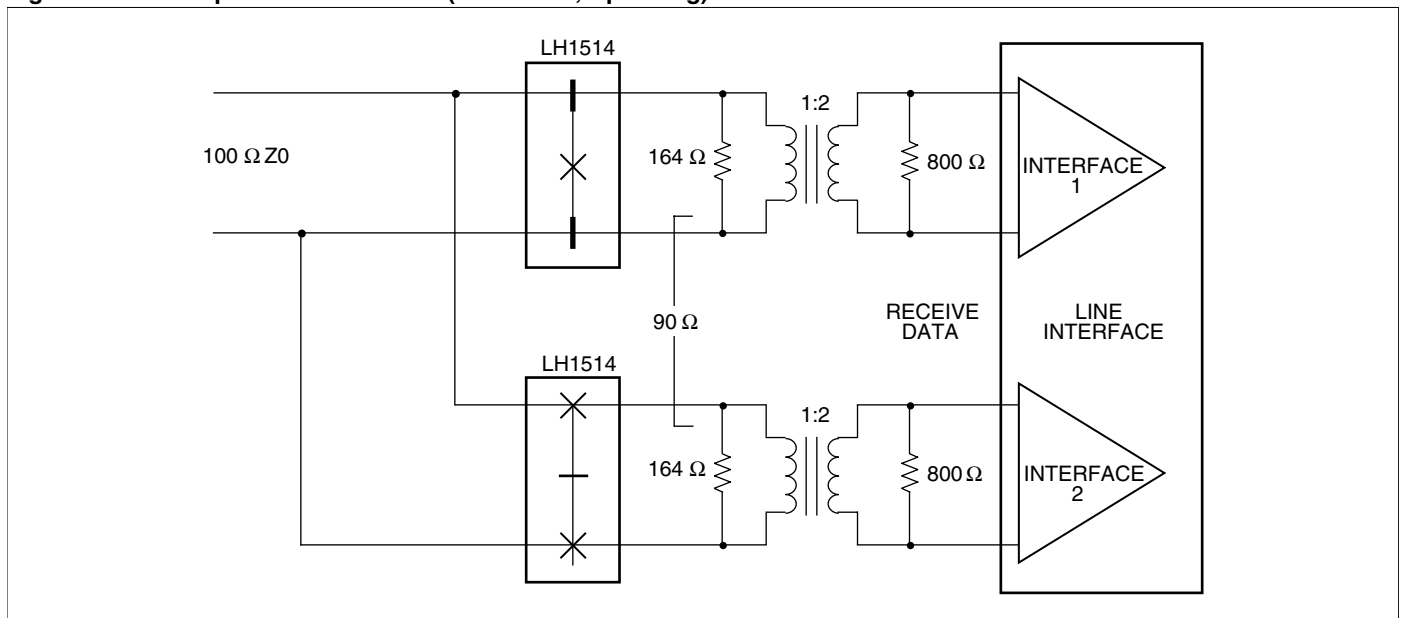 LH1514
1:2
100 Ω Z0
164 Ω
800 Ω
INTERFACE
1
90 Ω
RECEIVE
DATA
LINE
INTERFACE
LH1514
1:2
164 Ω
800 Ω
INTERFACE
2